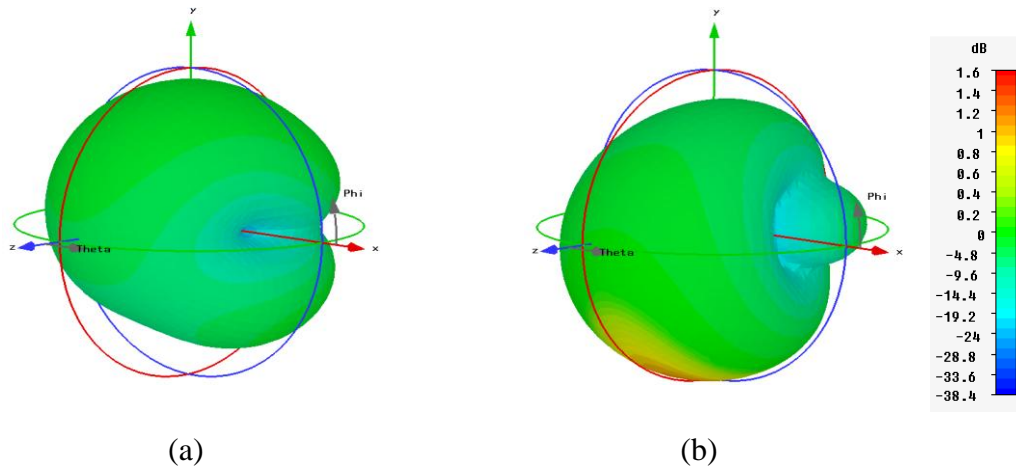 y
Phi
z
Theta
x
(a)
y
Phi
z
Theta
x
(b)
dB
1.6
1.4
1.2
1
0.8
0.6
0.4
0.2
0
-4.8
-9.6
-14.4
-19.2
-24
-28.8
-33.6
-38.4